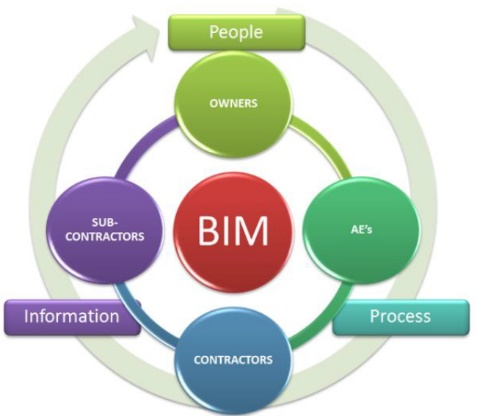 People
OWNERS
SUB-
CONTRACTORS
BIM
AE's
Information
Process
CONTRACTORS